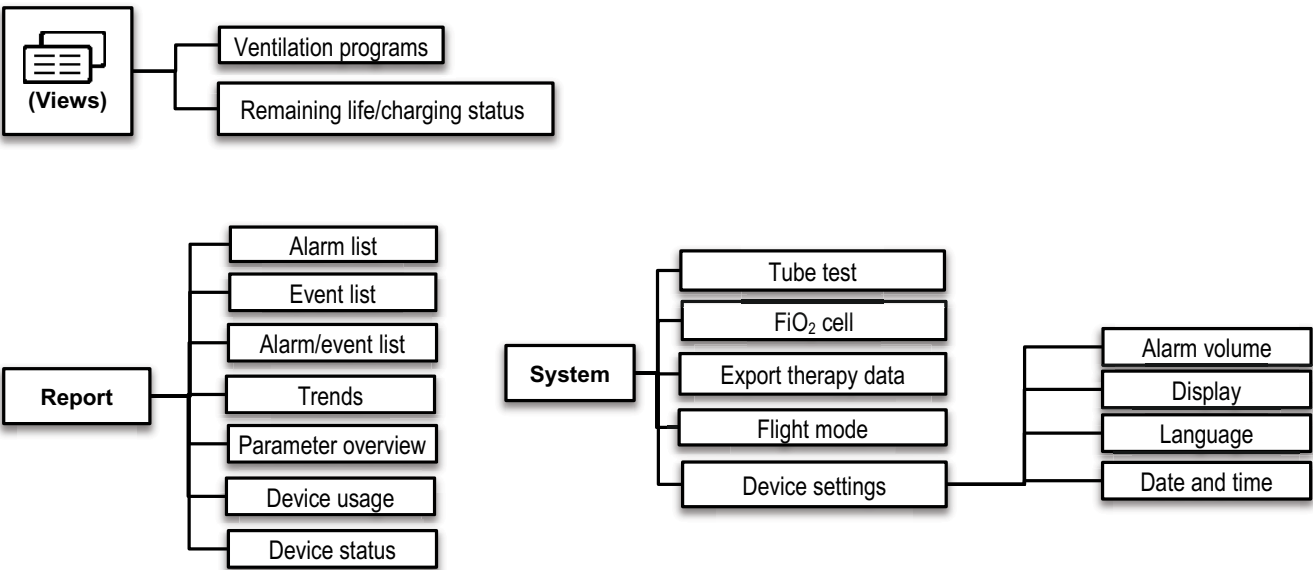 (Views)
Ventilation programs
Remaining life/charging status
Report
Alarm list
Event list
Alarm/event list
Trends
Parameter overview
Device usage
Device status
System
Tube test
FiO₂ cell
Export therapy data
Flight mode
Device settings
Alarm volume
Display
Language
Date and time